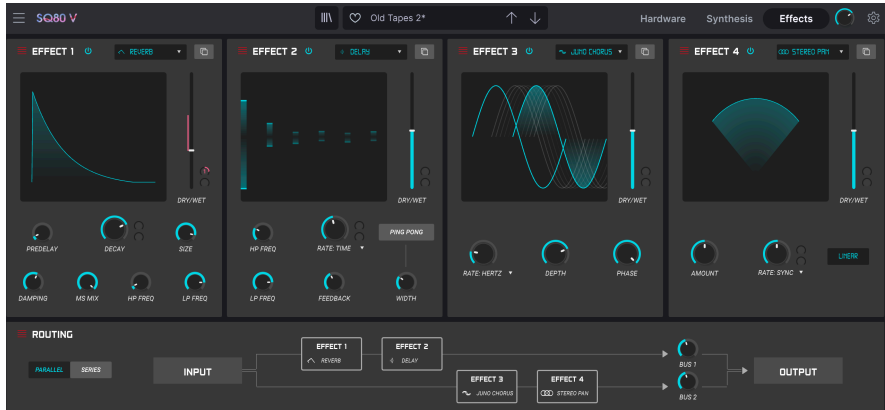 SQ80 V
Old Tapes 2*
Hardware
Synthesis
Effects
EFFECT 1
REVERB
EFFECT 2
DELAY
EFFECT 3
JUNO CHORUS
EFFECT 4
STEREO PAN
DRY/WET
DRY/WET
DRY/WET
DRY/WET
PREDELAY
DECAY
SIZE
HP FREQ
RATE: TIME
PING PONG
RATE: HERTZ
DEPTH
PHASE
AMOUNT
RATE: SYNC
LINEAR
DAMPING
MS MIX
HP FREQ
LP FREQ
LP FREQ
FEEDBACK
WIDTH
ROUTING
PARALLEL
SERIES
INPUT
EFFECT 1
REVERB
EFFECT 2
DELAY
EFFECT 3
JUNO CHORUS
EFFECT 4
STEREO PAN
BUS 1
BUS 2
OUTPUT